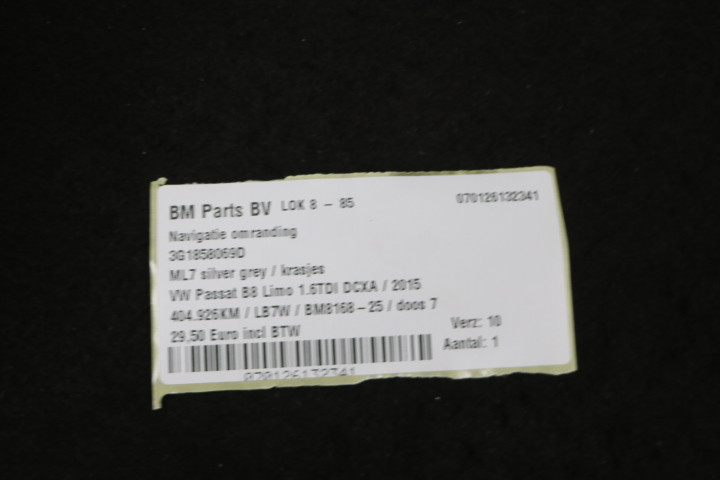 BM Parts BV LOK 8 - 85 070126132341
Navigatie omranding
3G1858069D
ML7 silver grey / krasjes
VW Passat B8 Limo 1.6TDI DCXA / 2015
404.926KM / LB7W / BM8168-25 / doos 7
29,50 Euro incl BTW Verz: 10
Aantal: 1
070126132341